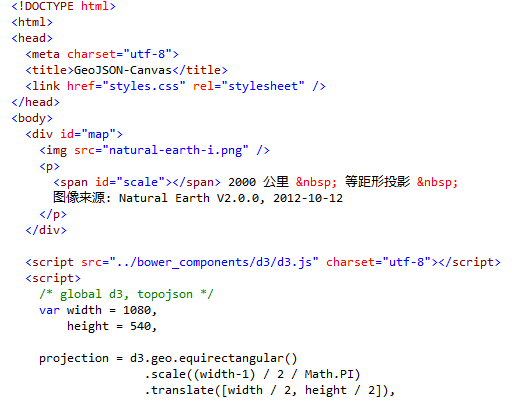 <!DOCTYPE html>
<html>
<head>
  <meta charset="utf-8">
  <title>GeoJSON-Canvas</title>
  <link href="styles.css" rel="stylesheet" />
</head>
<body>
  <div id="map">
    <img src="natural-earth-i.png" />
    <p>
      <span id="scale"></span> 2000 公里 &nbsp; 等距形投影 &nbsp;
      图像来源: Natural Earth V2.0.0, 2012-10-12
    </p>
  </div>

  <script src="../bower_components/d3/d3.js" charset="utf-8"></script>
  <script>
    /* global d3, topojson */
    var width = 1080,
        height = 540,

    projection = d3.geo.equirectangular()
                   .scale((width-1) / 2 / Math.PI)
                   .translate([width / 2, height / 2]),